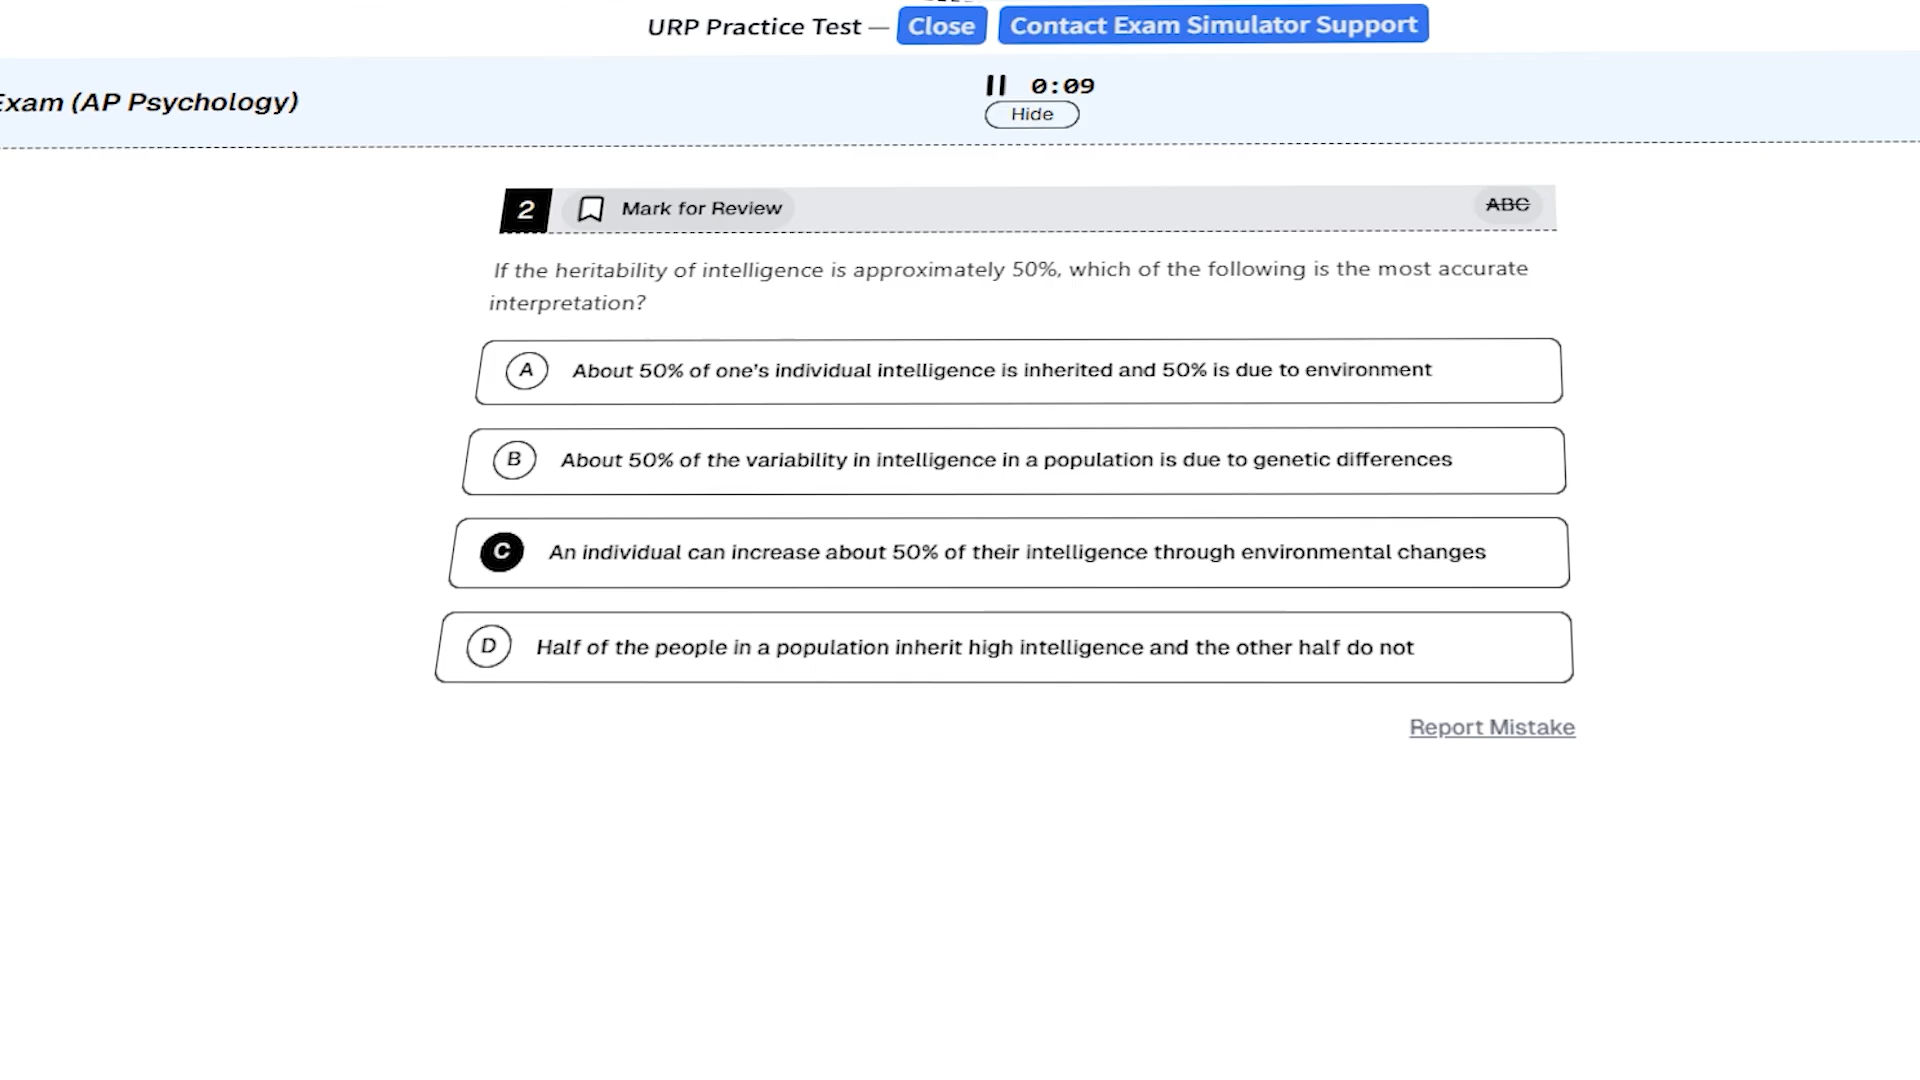 URP Practice Test — Close Contact Exam Simulator Support
Exam (AP Psychology)
0:09
Hide
2 Mark for Review ABC
If the heritability of intelligence is approximately 50%, which of the following is the most accurate
interpretation?
A About 50% of one's individual intelligence is inherited and 50% is due to environment
B About 50% of the variability in intelligence in a population is due to genetic differences
C An individual can increase about 50% of their intelligence through environmental changes
D Half of the people in a population inherit high intelligence and the other half do not
Report Mistake